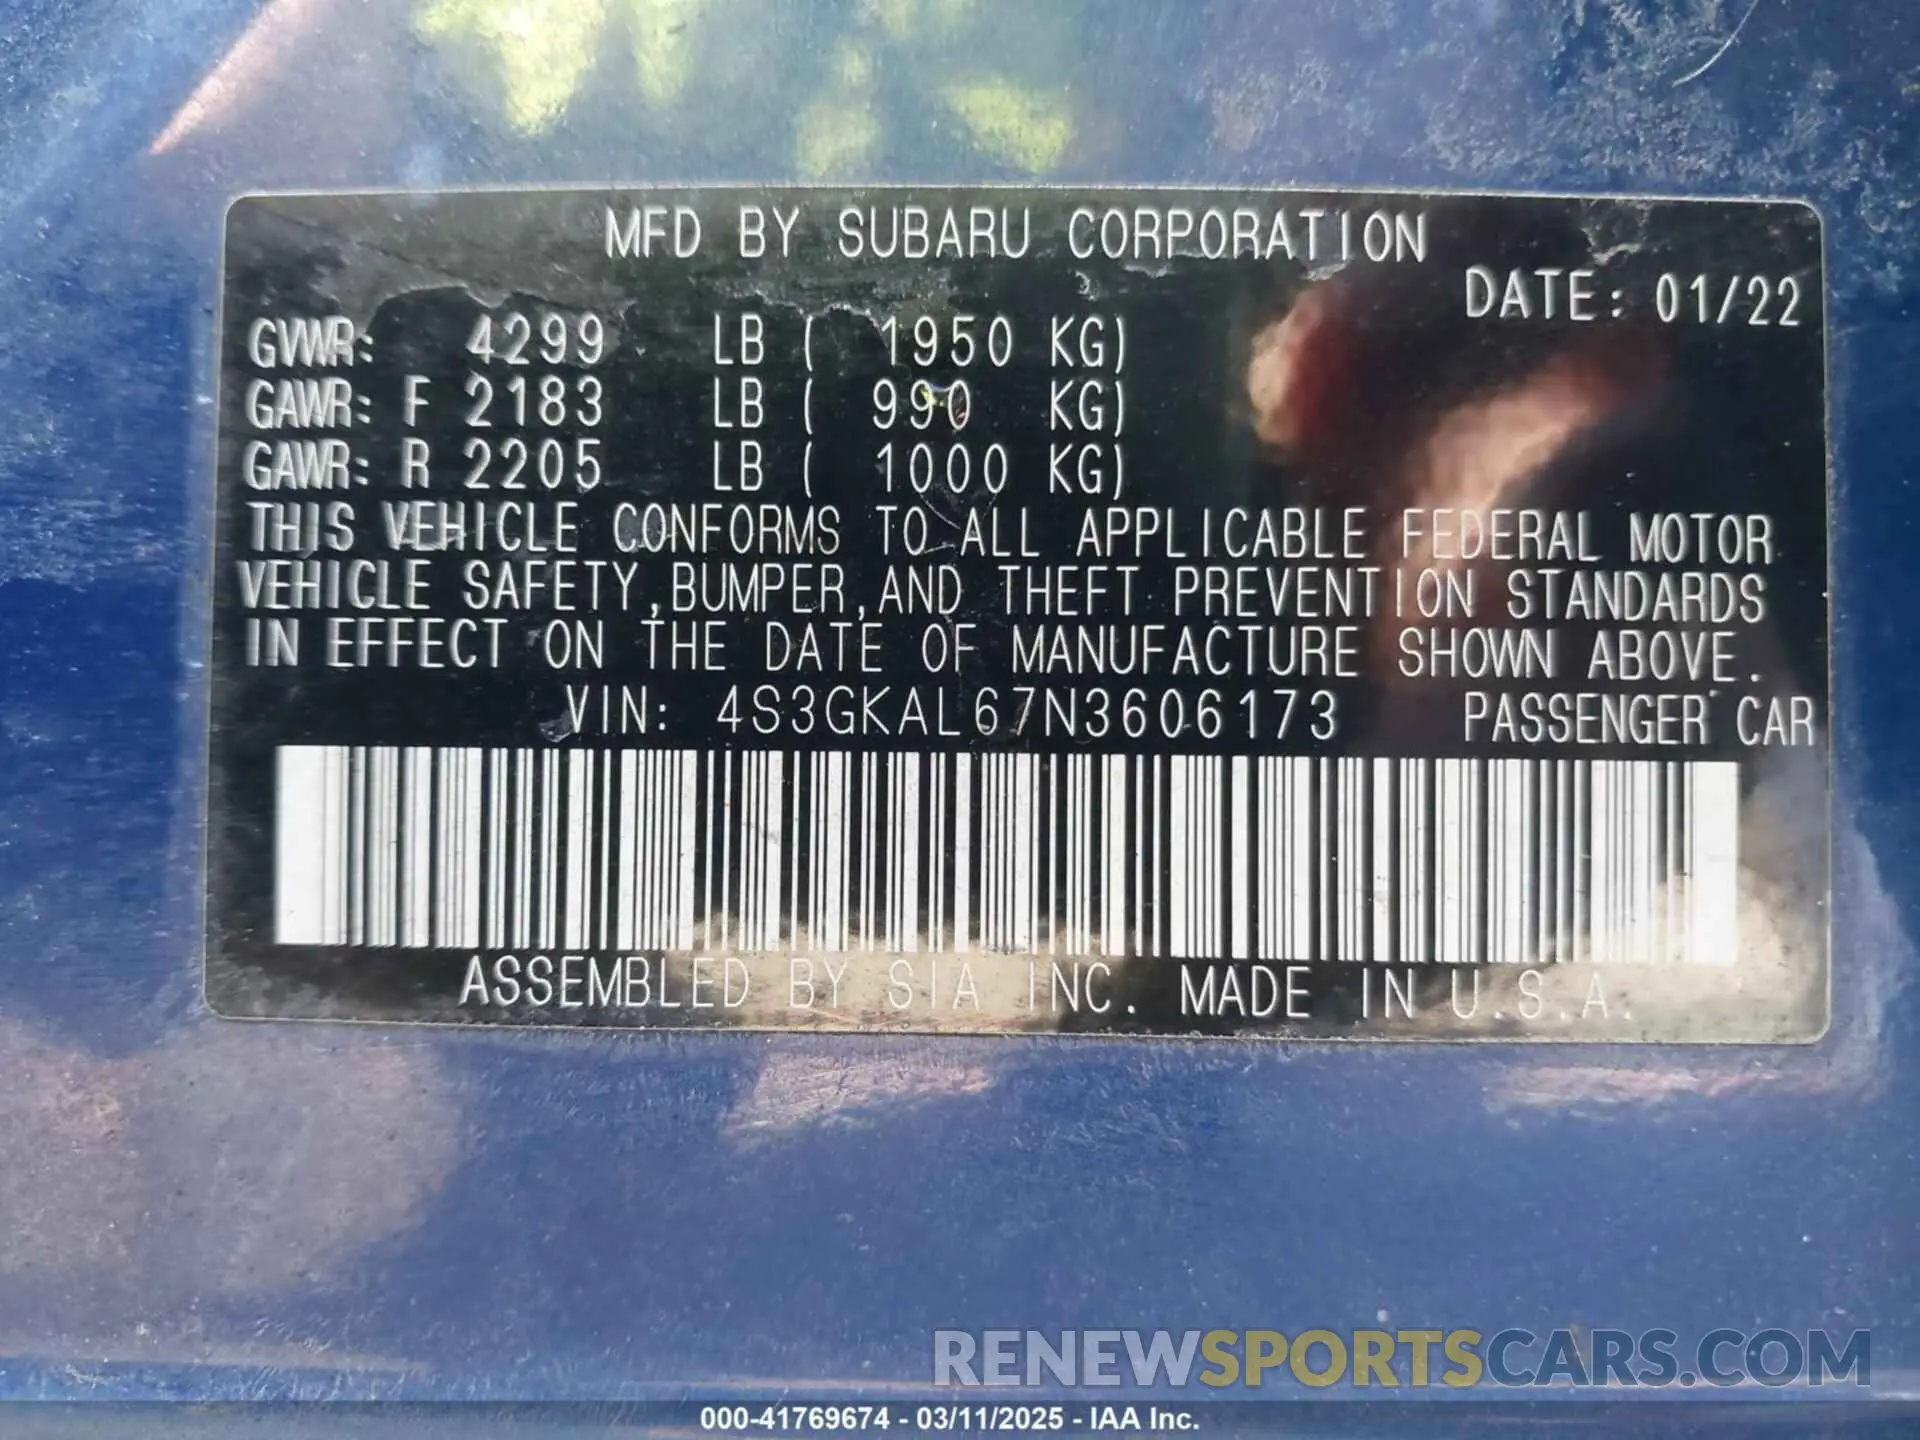 MFD BY SUBARU CORPORATION
DATE: 01/22
GVWR: 4299 LB ( 1950 KG)
GAWR: F 2183 LB ( 990 KG)
GAWR: R 2205 LB ( 1000 KG)
THIS VEHICLE CONFORMS TO ALL APPLICABLE FEDERAL MOTOR
VEHICLE SAFETY, BUMPER, AND THEFT PREVENTION STANDARDS
IN EFFECT ON THE DATE OF MANUFACTURE SHOWN ABOVE.
VIN: 4S3GKAL67N3606173 PASSENGER CAR
ASSEMBLED BY SIA INC. MADE IN U.S.A.
RENEWSPORTSCARS.COM
000-41769674 - 03/11/2025 - IAA Inc.